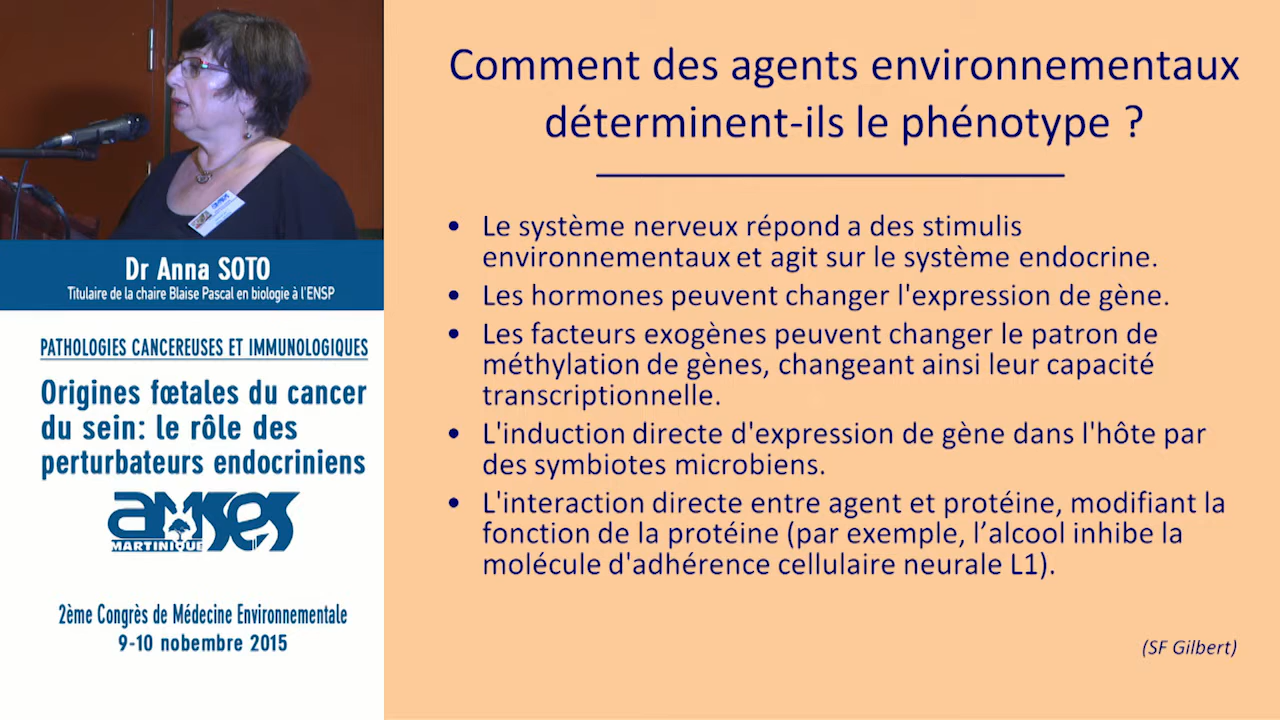 Dr Anna SOTO
Titulaire de la chaire Blaise Pascal en biologie à l'ENSP
PATHOLOGIES CANCEREUSES ET IMMUNOLOGIQUES
Origines fœtales du cancer
du sein: le rôle des
perturbateurs endocriniens
AMSES
MARTINIQUE
2ème Congrès de Médecine Environnementale
9-10 nobembre 2015
Comment des agents environnementaux
déterminent-ils le phénotype ?
• Le système nerveux répond a des stimulis
environnementaux et agit sur le système endocrine.
• Les hormones peuvent changer l'expression de gène.
• Les facteurs exogènes peuvent changer le patron de
méthylation de gènes, changeant ainsi leur capacité
transcriptionnelle.
• L'induction directe d'expression de gène dans l'hôte par
des symbiotes microbiens.
• L'interaction directe entre agent et protéine, modifiant la
fonction de la protéine (par exemple, l’alcool inhibe la
molécule d'adhérence cellulaire neurale L1).
(SF Gilbert)